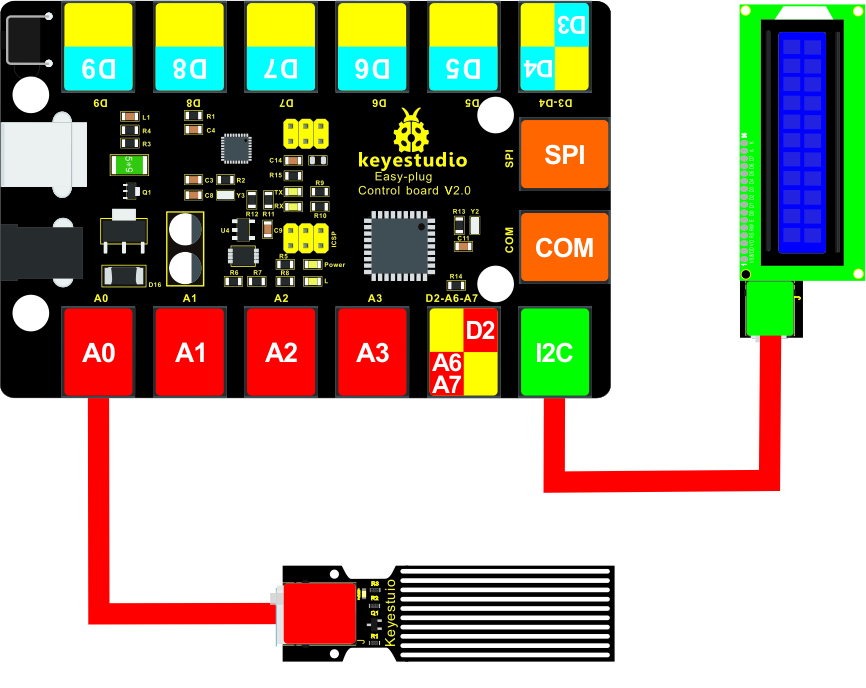 D9
D8
D7
D6
D5
D3
D4
D9
D8
D7
D6
D5
D3-D4
L1
R4
R3
5+5
Q1
D16
R1
C4
C3
R2
C8
Y3
R12
R11
U4
C9
R6
R7
R5
R8
C14
R15
TX
RX
R9
R10
ICSP
Power
L
keyestudio
Easy-plug
Control board V2.0
R13
Y2
C11
R14
SPI
SPI
COM
COM
A0
A1
A2
A3
D2-A6-A7
A0
A1
A2
A3
D2
A6
A7
I2C
J
R3
R2
Q1
R1
J
Keyestuio